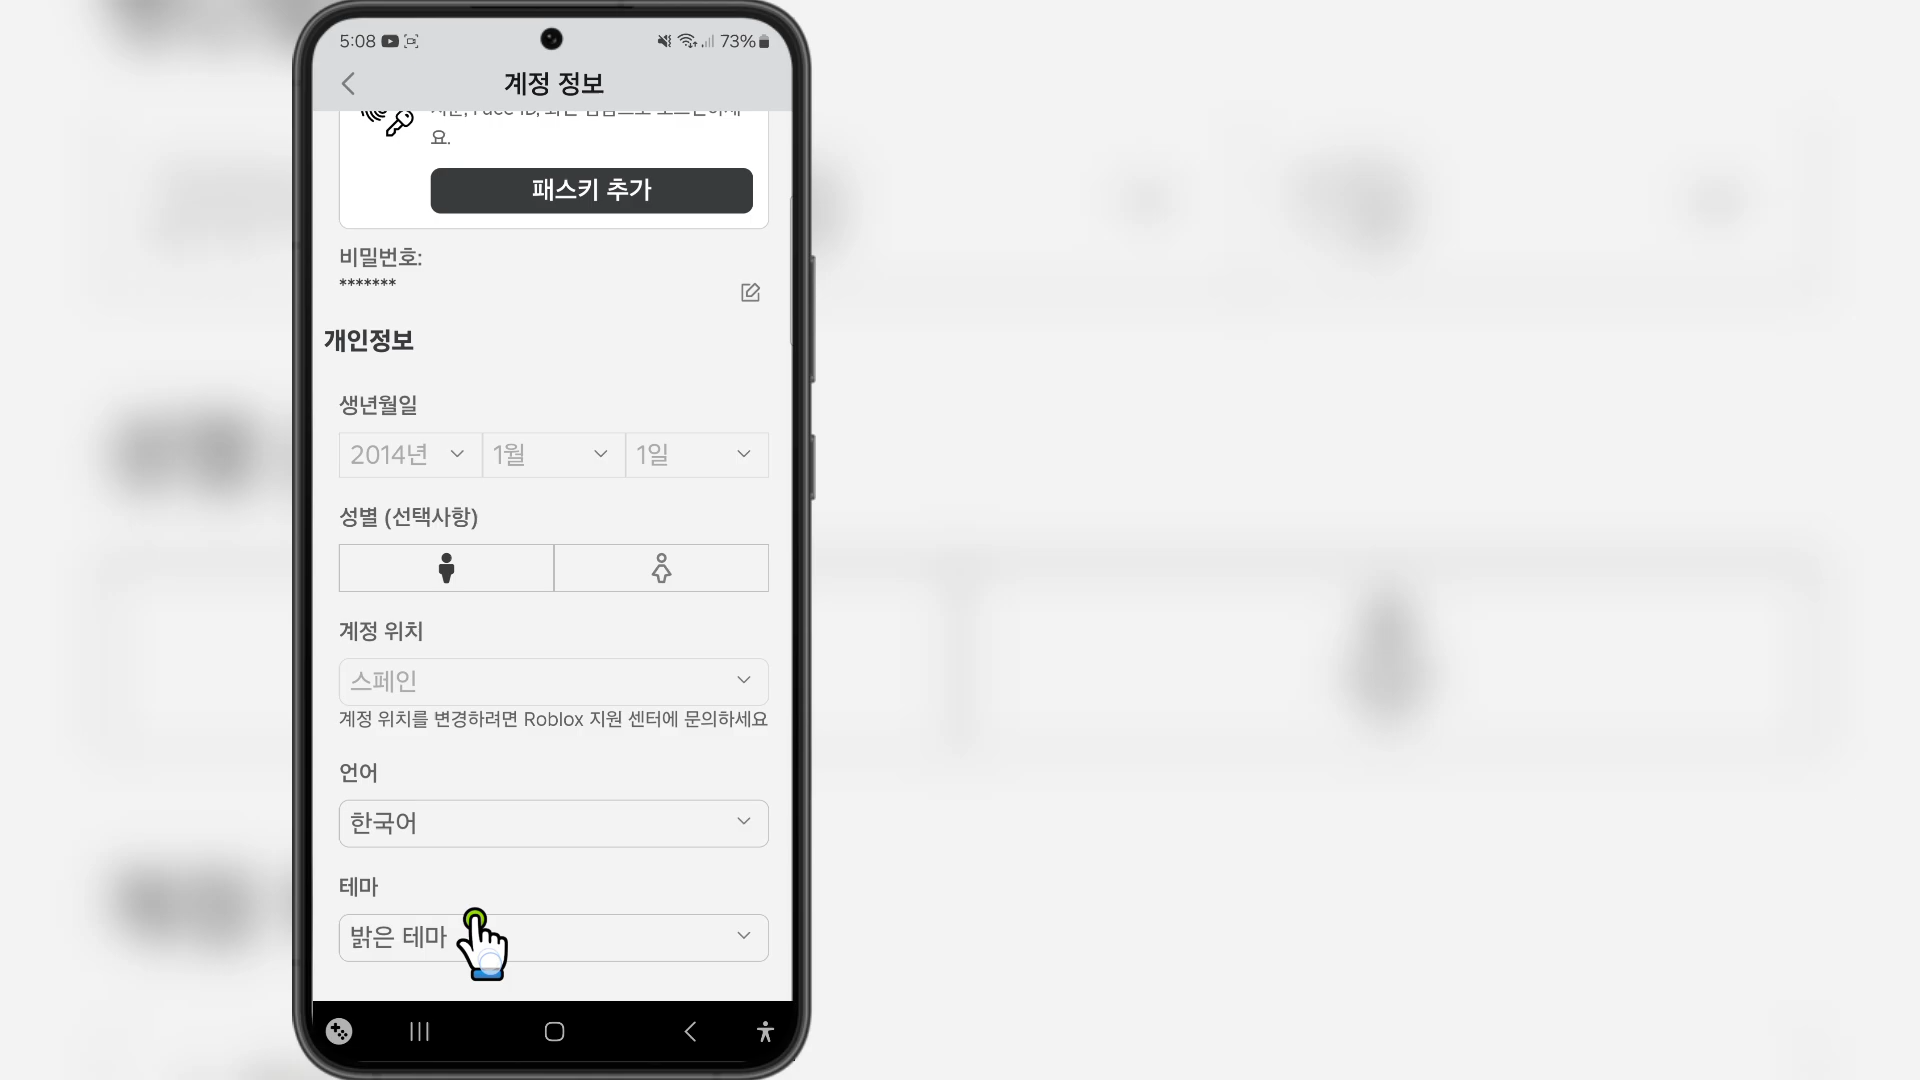 5:08
73%
계정 정보
요.
패스키 추가
비밀번호:
*******
개인정보
생년월일
2014년 1월 1일
성별 (선택사항)
계정 위치
스페인
계정 위치를 변경하려면 Roblox 지원 센터에 문의하세요
언어
한국어
테마
밝은 테마